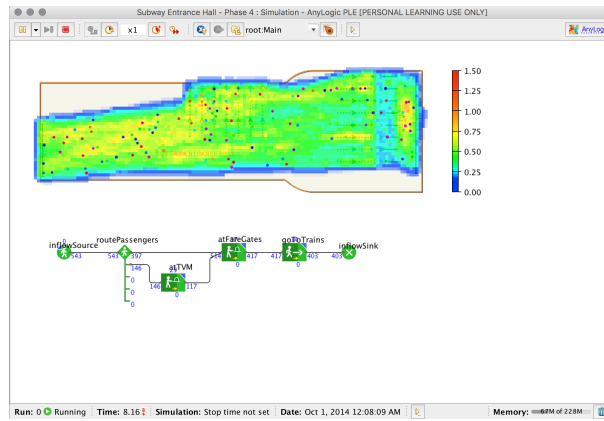 Subway Entrance Hall - Phase 4 : Simulation - AnyLogic PLE [PERSONAL LEARNING USE ONLY]
x1
root:Main
AnyLog
1.50
1.25
1.00
0.75
0.50
0.25
0.00
inflowSource
routePassengers
atFareGates
goToTrains
inflowSink
543
543
397
514
417
417
403
403
146
0
0
0
0
0
atTVM
146
117
0
Run: 0 Running
Time: 8.16
Simulation: Stop time not set
Date: Oct 1, 2014 12:08:09 AM
Memory: 67M of 228M